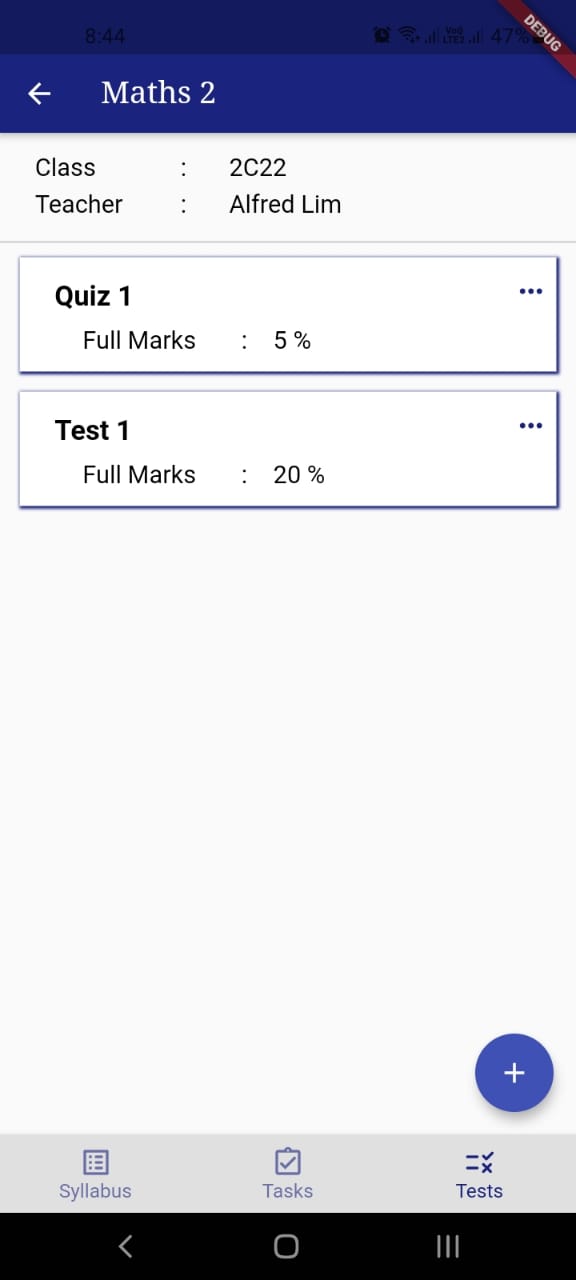 8:44 47%
DEBUG
Maths 2
Class : 2C22
Teacher : Alfred Lim
Quiz 1
Full Marks : 5 %
Test 1
Full Marks : 20 %
Syllabus Tasks Tests